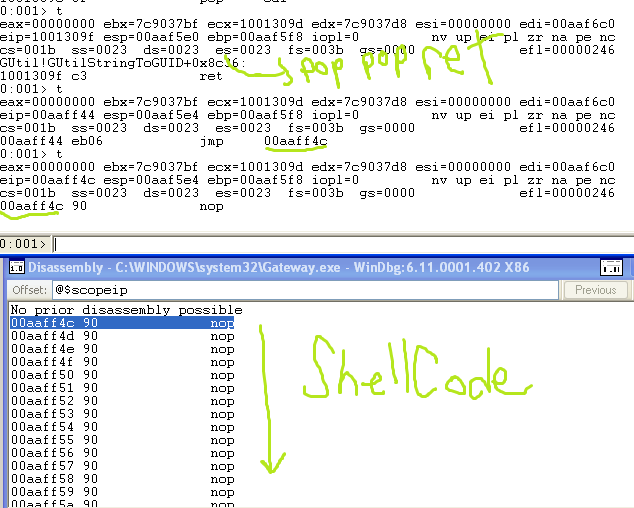 1001309e 5f pop edi
0:001> t
eax=00000000 ebx=7c9037bf ecx=1001309d edx=7c9037d8 esi=00000000 edi=00aaf6c0
eip=1001309f esp=00aaf5e0 ebp=00aaf5f8 iopl=0 nv up ei pl zr na pe nc
cs=001b ss=0023 ds=0023 es=0023 fs=003b gs=0000 efl=00000246
GUtil!GUtilStringToGUID+0x8c36:
pop pop ret
1001309f c3 ret
0:001> t
eax=00000000 ebx=7c9037bf ecx=1001309d edx=7c9037d8 esi=00000000 edi=00aaf6c0
eip=00aaff44 esp=00aaf5e4 ebp=00aaf5f8 iopl=0 nv up ei pl zr na pe nc
cs=001b ss=0023 ds=0023 es=0023 fs=003b gs=0000 efl=00000246
00aaff44 eb06 jmp 00aaff4c
0:001> t
eax=00000000 ebx=7c9037bf ecx=1001309d edx=7c9037d8 esi=00000000 edi=00aaf6c0
eip=00aaff4c esp=00aaf5e4 ebp=00aaf5f8 iopl=0 nv up ei pl zr na pe nc
cs=001b ss=0023 ds=0023 es=0023 fs=003b gs=0000 efl=00000246
00aaff4c 90 nop
0:001>
Disassembly - C:\WINDOWS\system32\Gateway.exe - WinDbg:6.11.0001.402 X86
Offset: @$scopeip Previous
No prior disassembly possible
00aaff4c 90 nop
00aaff4d 90 nop
00aaff4e 90 nop
00aaff4f 90 nop
00aaff50 90 nop
00aaff51 90 nop
00aaff52 90 nop
ShellCode
00aaff53 90 nop
00aaff54 90 nop
00aaff55 90 nop
00aaff56 90 nop
00aaff57 90 nop
00aaff58 90 nop
00aaff59 90 nop
00aaff5a 90 nop